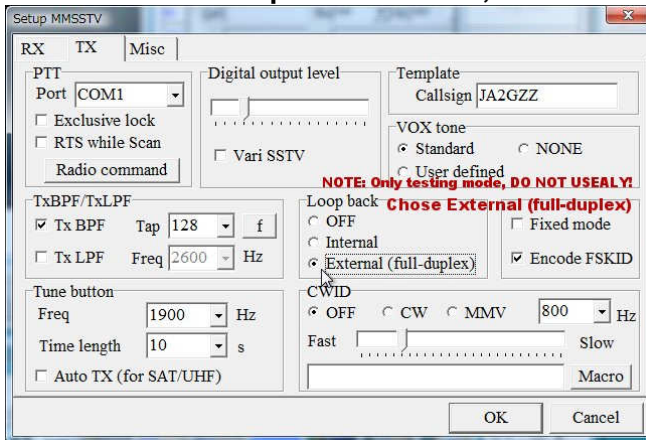 Setup MMSSTV
RX TX Misc
PTT
Port COM1
Exclusive lock
RTS while Scan
Radio command
Digital output level
Vari SSTV
Template
Callsign JA2GZZ
VOX tone
Standard NONE
User defined
NOTE: Only testing mode, DO NOT USEALY!
Chose External (full-duplex)
TxBPF/TxLPF
Tx BPF Tap 128 f
Tx LPF Freq 2600 Hz
Loop back
OFF
Internal
External (full-duplex)
Fixed mode
Encode FSKID
Tune button
Freq 1900 Hz
Time length 10 s
Auto TX (for SAT/UHF)
CWID
OFF CW MMV 800 Hz
Fast Slow
Macro
OK Cancel